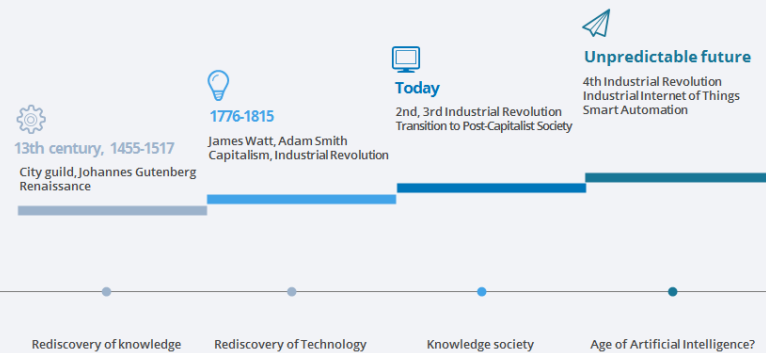 13th century, 1455-1517
City guild, Johannes Gutenberg
Renaissance
1776-1815
James Watt, Adam Smith
Capitalism, Industrial Revolution
Today
2nd, 3rd Industrial Revolution
Transition to Post-Capitalist Society
Unpredictable future
4th Industrial Revolution
Industrial Internet of Things
Smart Automation
Rediscovery of knowledge
Rediscovery of Technology
Knowledge society
Age of Artificial Intelligence?